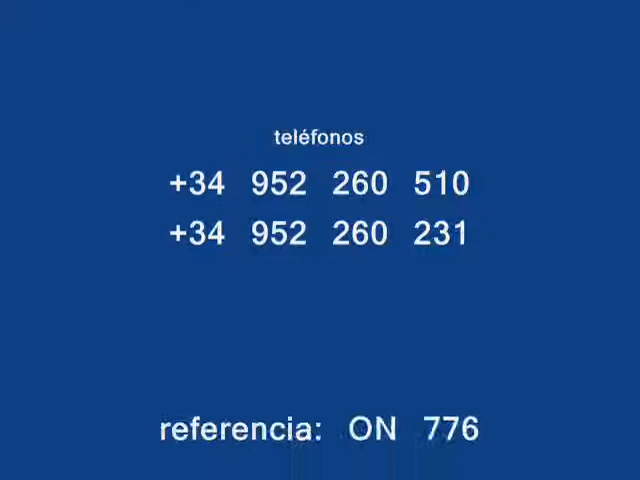 teléfonos
+34 952 260 510
+34 952 260 231
referencia: ON 776